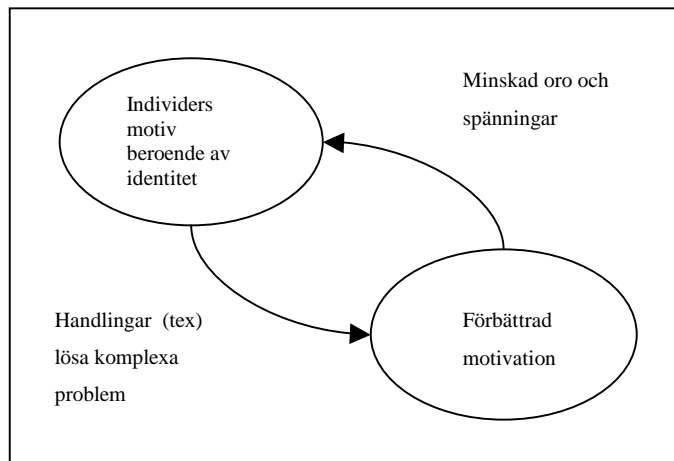 Individers
motiv
beroende av
identitet
Minskad oro och
spänningar
Handlingar (tex)
lösa komplexa
problem
Förbättrad
motivation